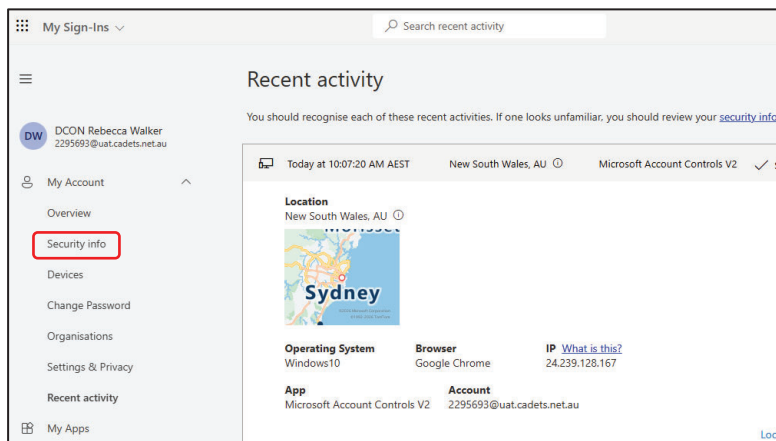 My Sign-Ins
Search recent activity
Recent activity
DW
DCON Rebecca Walker
2295693@uat.cadets.net.au
You should recognise each of these recent activities. If one looks unfamiliar, you should review your security info
My Account
Overview
Security info
Devices
Change Password
Organisations
Settings & Privacy
Recent activity
My Apps
Today at 10:07:20 AM AEST New South Wales, AU Microsoft Account Controls V2
Location
New South Wales, AU
Morisset
Sydney
Operating System Browser IP What is this?
Windows10 Google Chrome 24.239.128.167
App Account
Microsoft Account Controls V2 2295693@uat.cadets.net.au
Loo